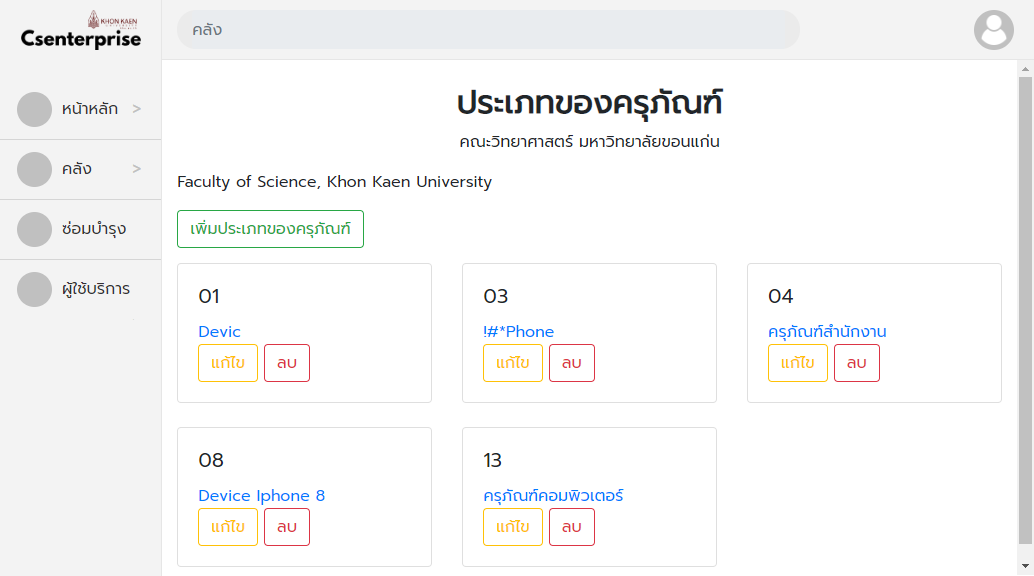 KHON KAEN
Csenterprise
คลัง
หน้าหลัก >
คลัง >
ซ่อมบำรุง
ผู้ใช้บริการ
ประเภทของครุภัณฑ์
คณะวิทยาศาสตร์ มหาวิทยาลัยขอนแก่น
Faculty of Science, Khon Kaen University
เพิ่มประเภทของครุภัณฑ์
01
Devic
แก้ไข ลบ
03
!#*Phone
แก้ไข ลบ
04
ครุภัณฑ์สำนักงาน
แก้ไข ลบ
08
Device Iphone 8
แก้ไข ลบ
13
ครุภัณฑ์คอมพิวเตอร์
แก้ไข ลบ